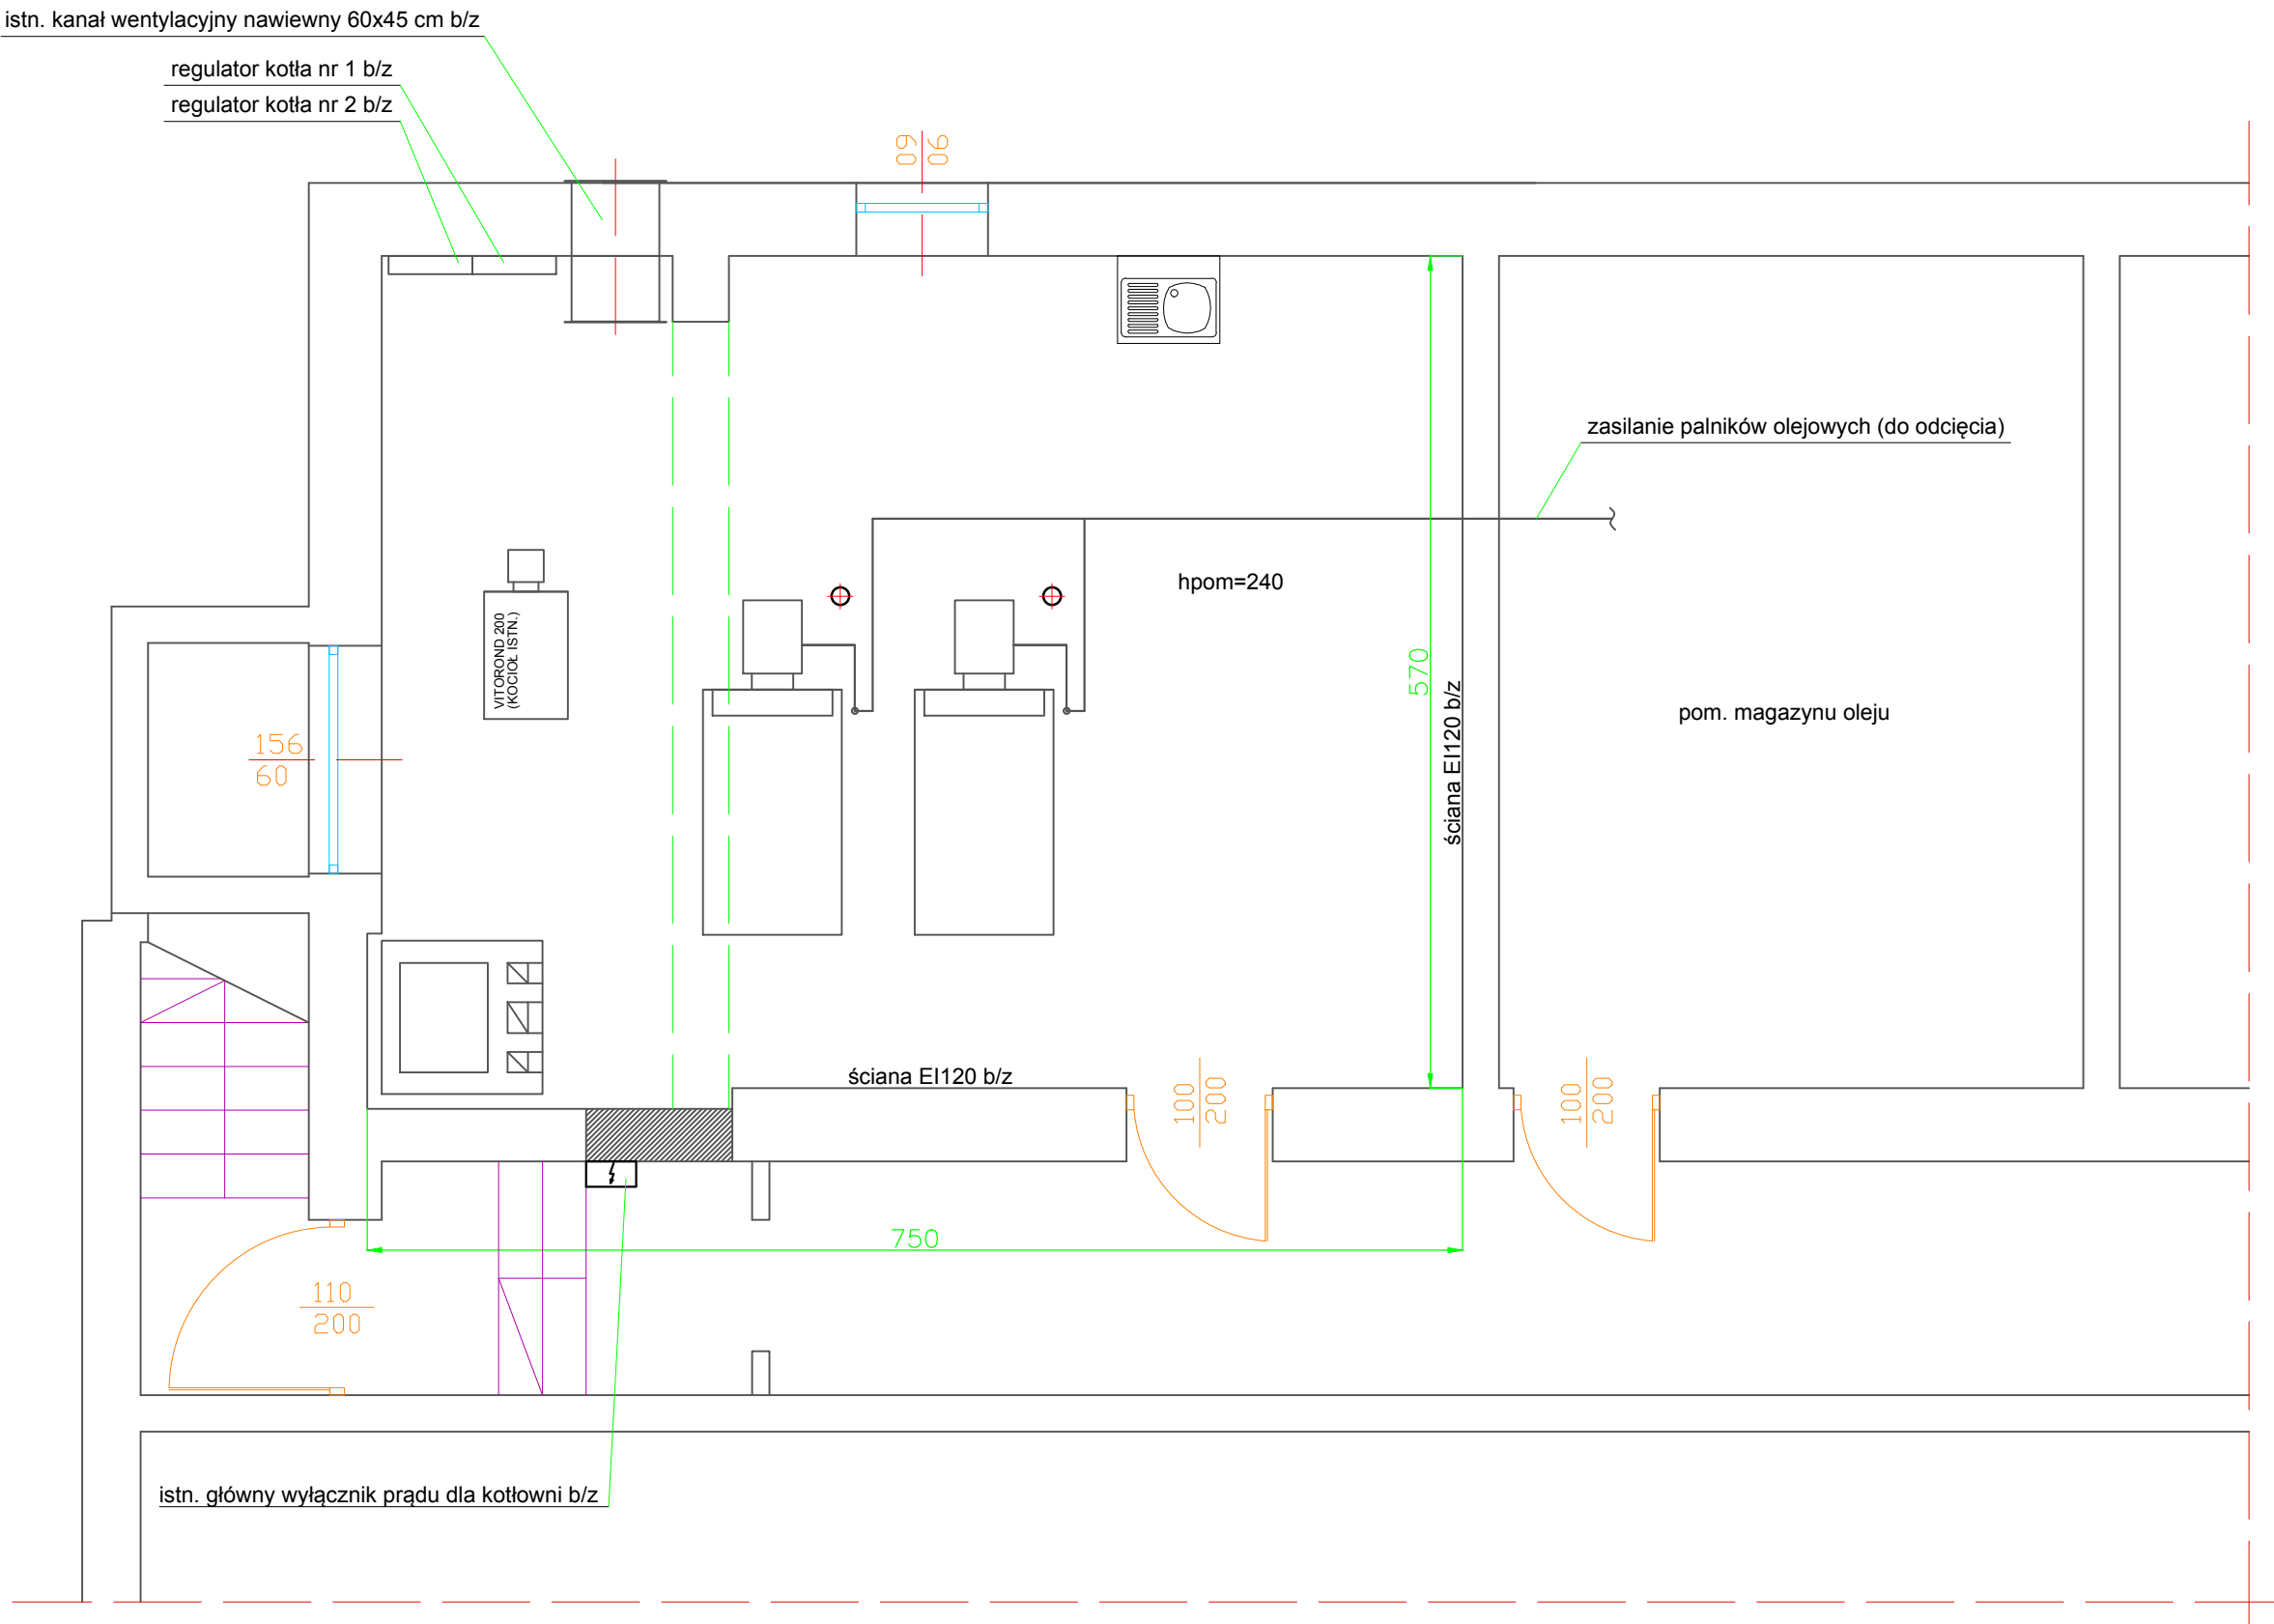 istn. kanał wentylacyjny nawiewny 60x45 cm b/z
regulator kotła nr 1 b/z
regulator kotła nr 2 b/z
60
90
zasilanie palników olejowych (do odcięcia)
hpom=240
VITOROND 200
(KOCIOŁ ISTN.)
570
ściana EI120 b/z
pom. magazynu oleju
156
60
ściana EI120 b/z
100
200
100
200
750
110
200
istn. główny wyłącznik prądu dla kotłowni b/z